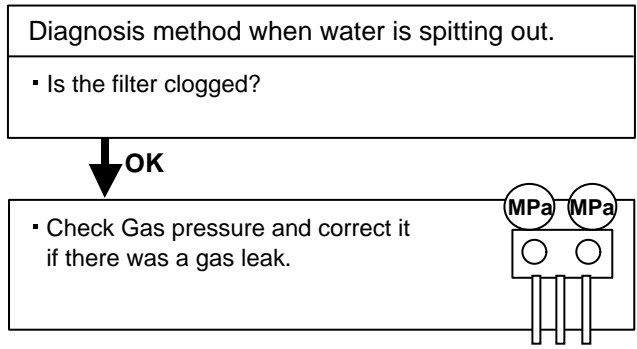 Diagnosis method when water is spitting out.
· Is the filter clogged?
OK
· Check Gas pressure and correct it
if there was a gas leak.
MPa MPa